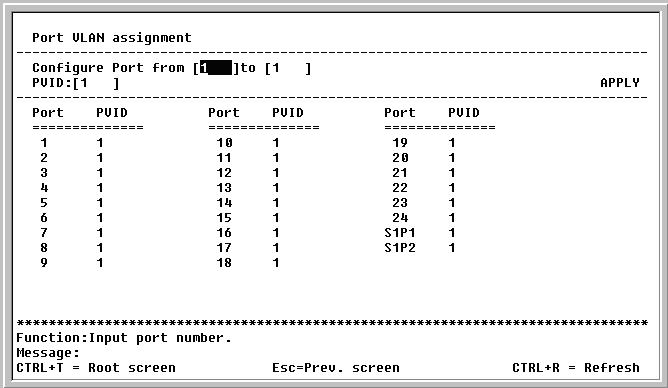 Port VLAN assignment
Configure Port from [1   ]to [1   ]
PVID:[1   ] APPLY
Port PVID Port PVID Port PVID
============== ============== ==============
1 1 10 1 19 1
2 1 11 1 20 1
3 1 12 1 21 1
4 1 13 1 22 1
5 1 14 1 23 1
6 1 15 1 24 1
7 1 16 1 S1P1 1
8 1 17 1 S1P2 1
9 1 18 1
*******************************************************************************
Function:Input port number.
Message:
CTRL+T = Root screen Esc=Prev. screen CTRL+R = Refresh